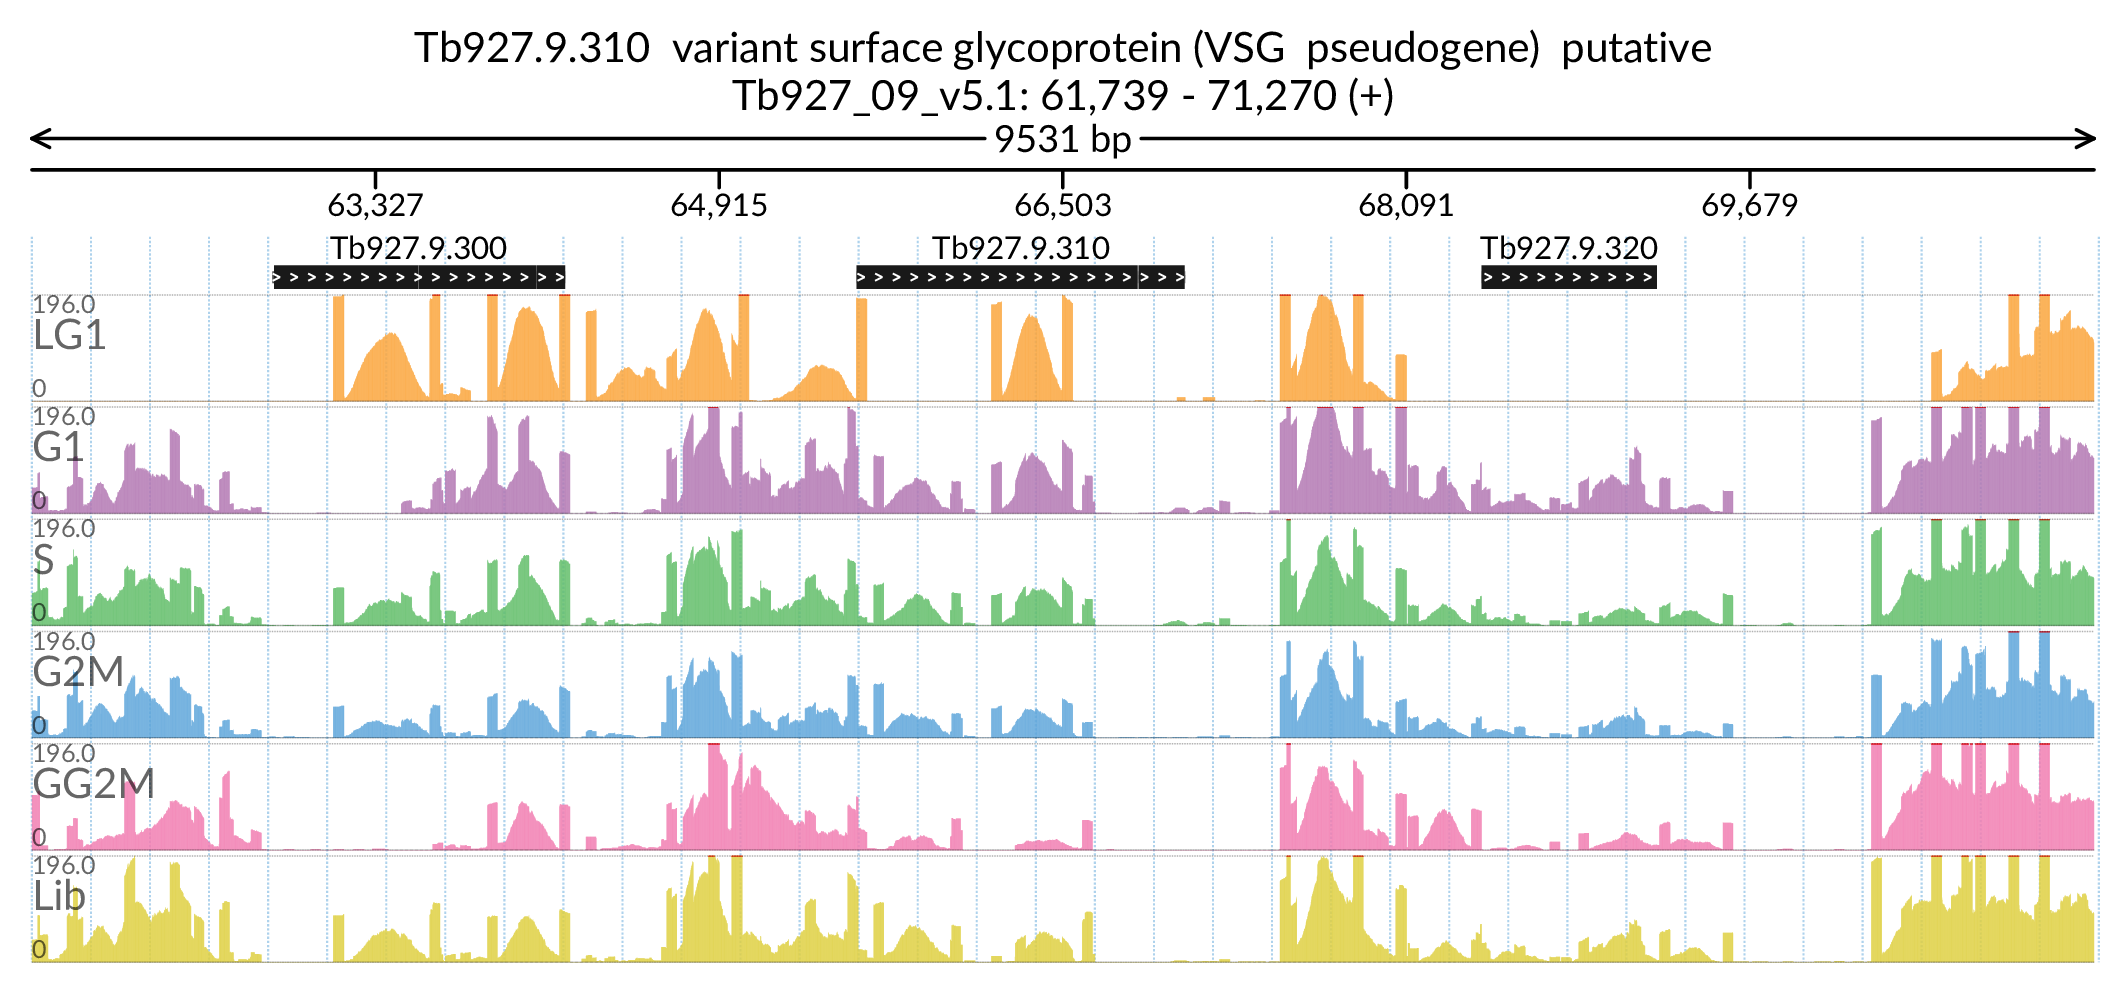 Tb927.9.310 variant surface glycoprotein (VSG pseudogene) putative
Tb927_09_v5.1: 61,739 - 71,270 (+)
9531 bp
63,327 64,915 66,503 68,091 69,679
Tb927.9.300 Tb927.9.310 Tb927.9.320
196.0
LG1
0
196.0
G1
0
196.0
S
0
196.0
G2M
0
196.0
GG2M
0
196.0
Lib
0